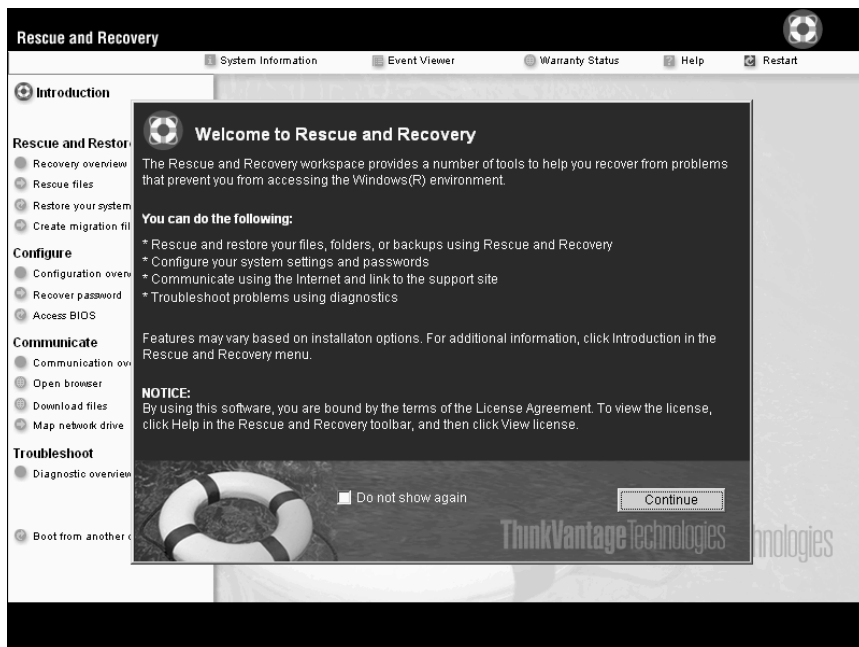 Rescue and Recovery
System Information
Event Viewer
Warranty Status
Help
Restart
Introduction
Rescue and Restor
Recovery overview
Rescue files
Restore your system
Create migration fil
Configure
Configuration overv
Recover password
Access BIOS
Communicate
Communication ov
Open browser
Download files
Map network drive
Troubleshoot
Diagnostic overview
Boot from another
Welcome to Rescue and Recovery
The Rescue and Recovery workspace provides a number of tools to help you recover from problems
that prevent you from accessing the Windows(R) environment.
You can do the following:
* Rescue and restore your files, folders, or backups using Rescue and Recovery
* Configure your system settings and passwords
* Communicate using the Internet and link to the support site
* Troubleshoot problems using diagnostics
Features may vary based on installaton options. For additional information, click Introduction in the
Rescue and Recovery menu.
NOTICE:
By using this software, you are bound by the terms of the License Agreement. To view the license,
click Help in the Rescue and Recovery toolbar, and then click View license.
Do not show again
Continue
ThinkVantage Technologies
hnologies